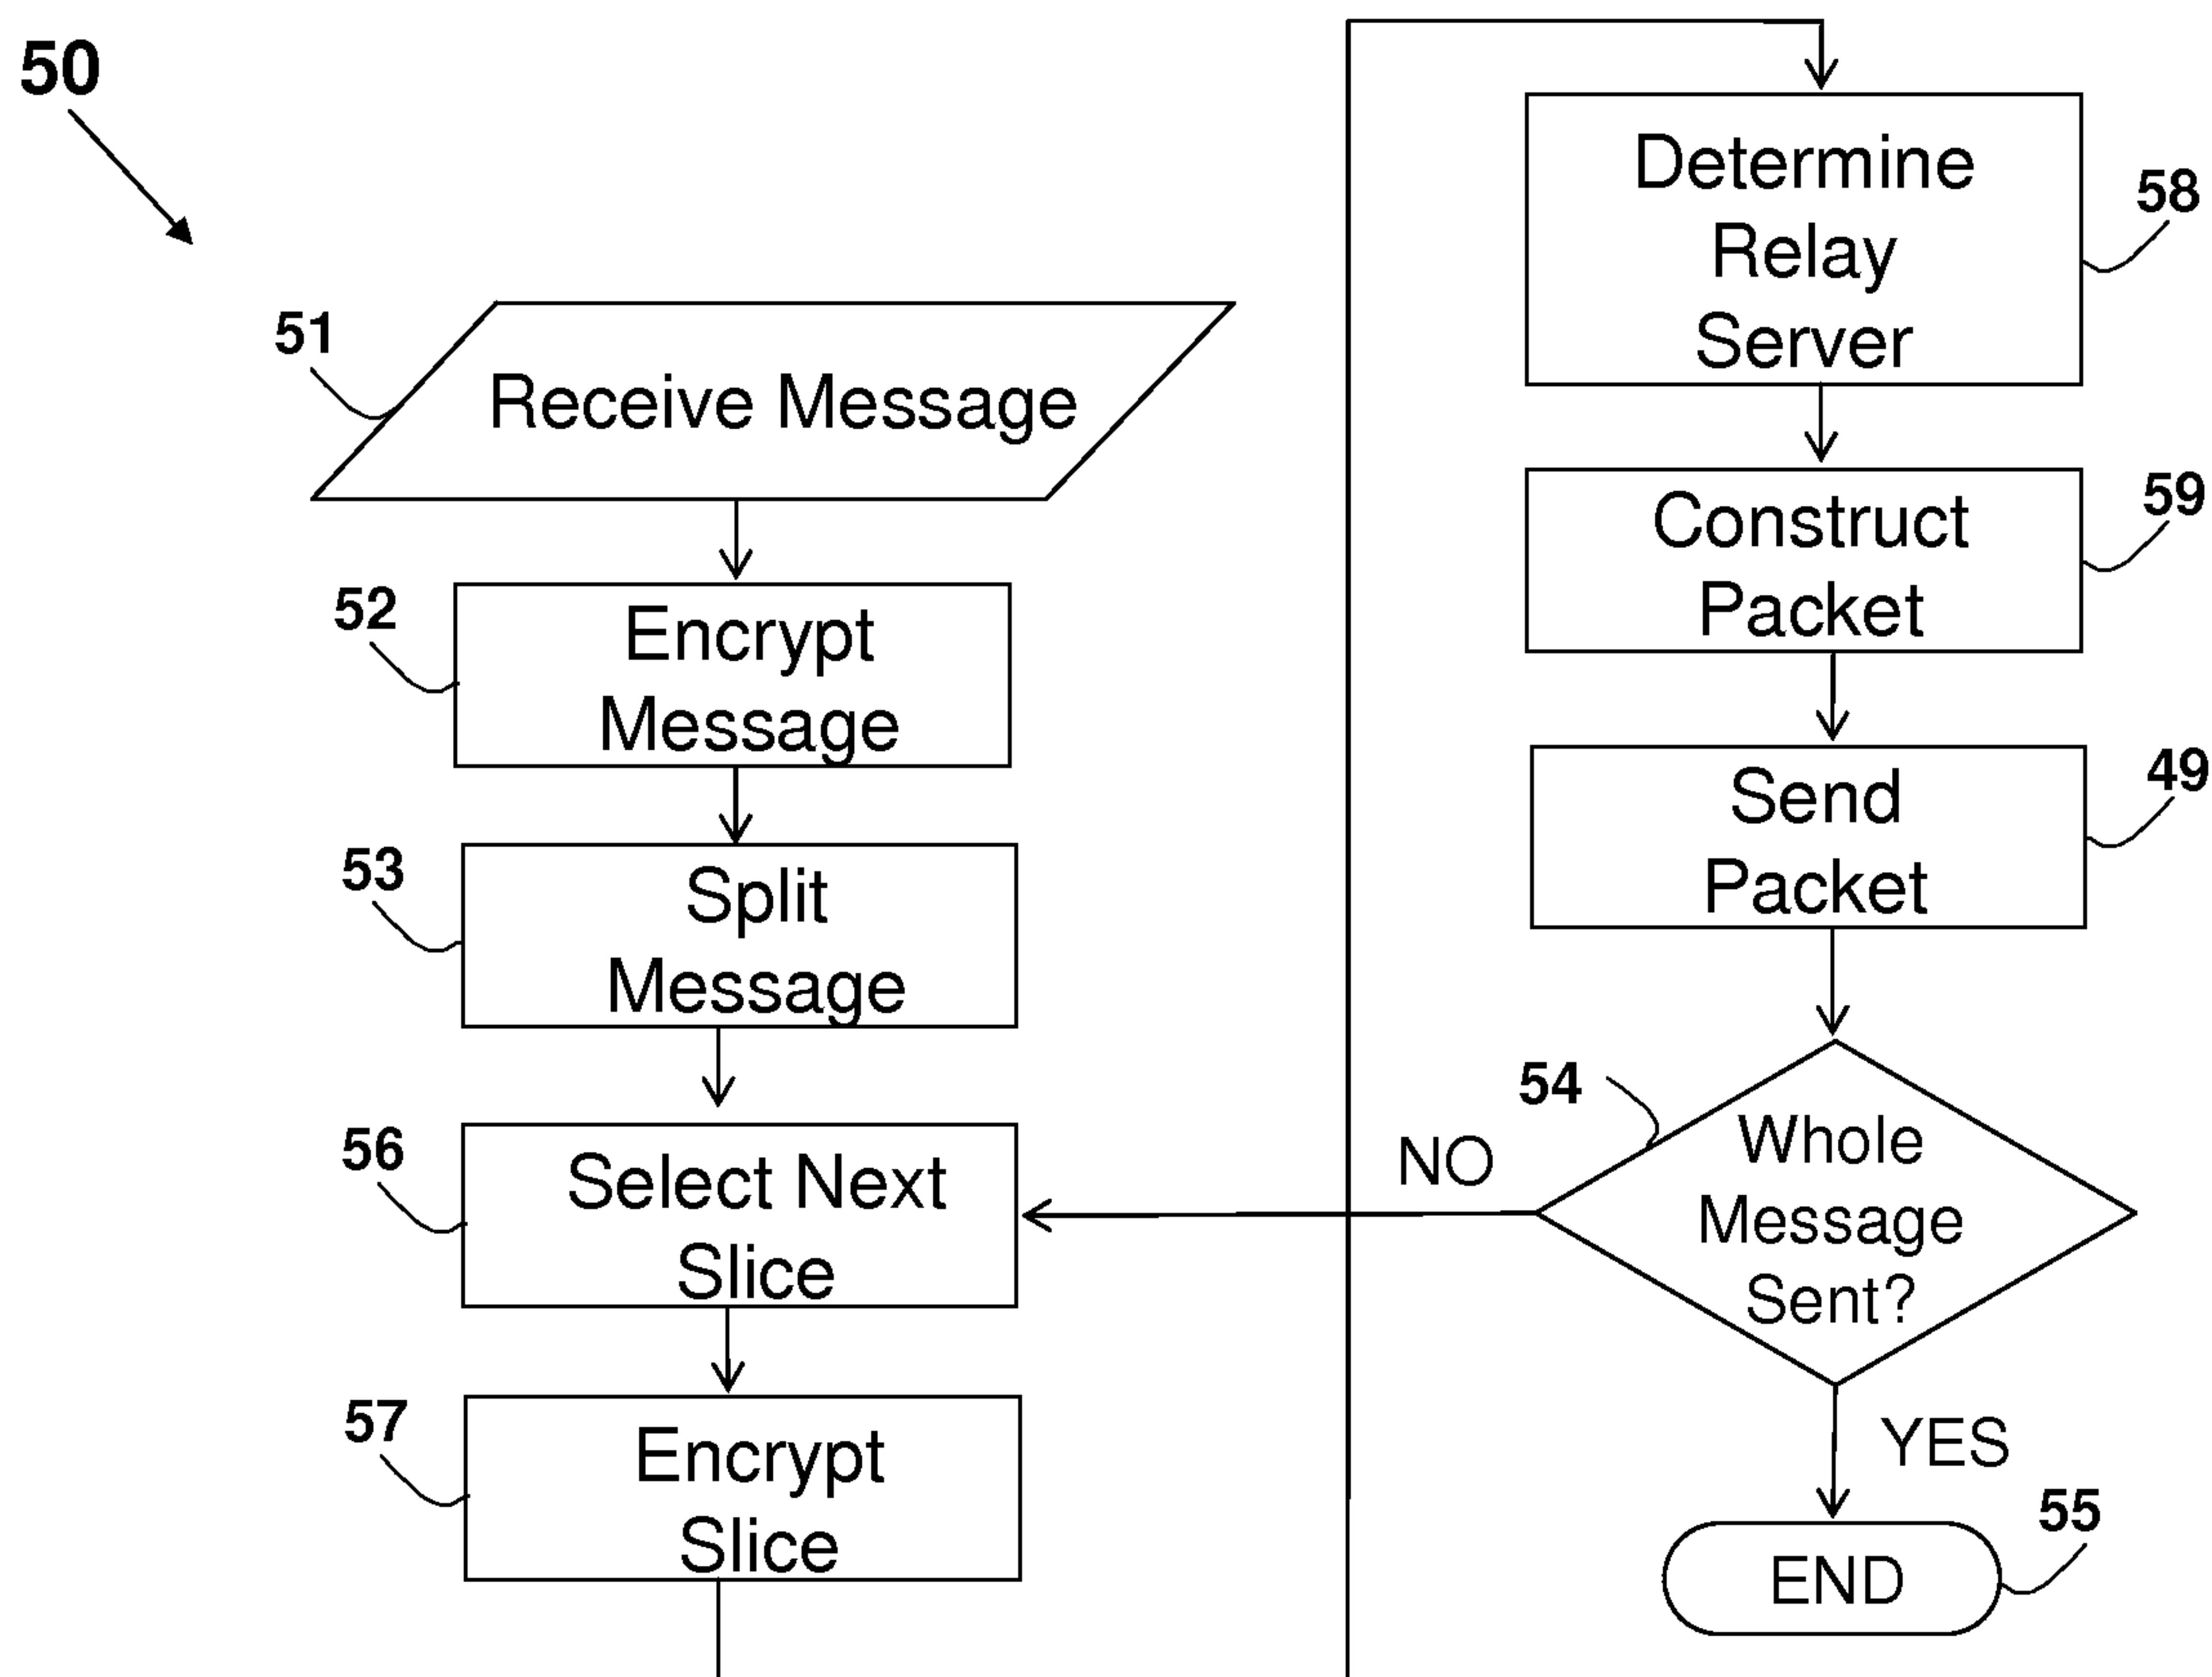 50
51
Receive Message
52
Encrypt
Message
53
Split
Message
56
Select Next
Slice
57
Encrypt
Slice
Determine
Relay
Server
58
Construct
Packet
59
Send
Packet
49
54
Whole
Message
Sent?
NO
YES
END
55